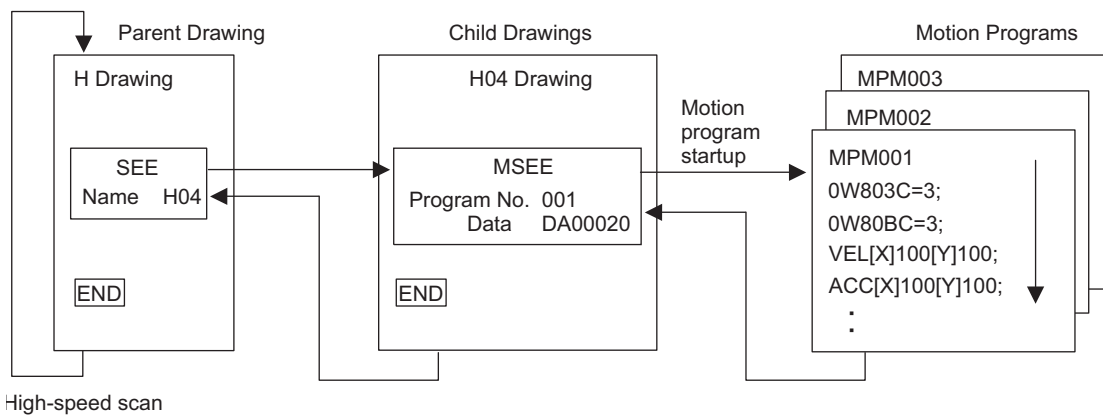 Parent Drawing
Child Drawings
Motion Programs
H Drawing
SEE
Name H04
END
H04 Drawing
MSEE
Program No. 001
Data DA00020
END
Motion
program
startup
MPM003
MPM002
MPM001
0W803C=3;
0W80BC=3;
VEL[X]100[Y]100;
ACC[X]100[Y]100;
:
High-speed scan